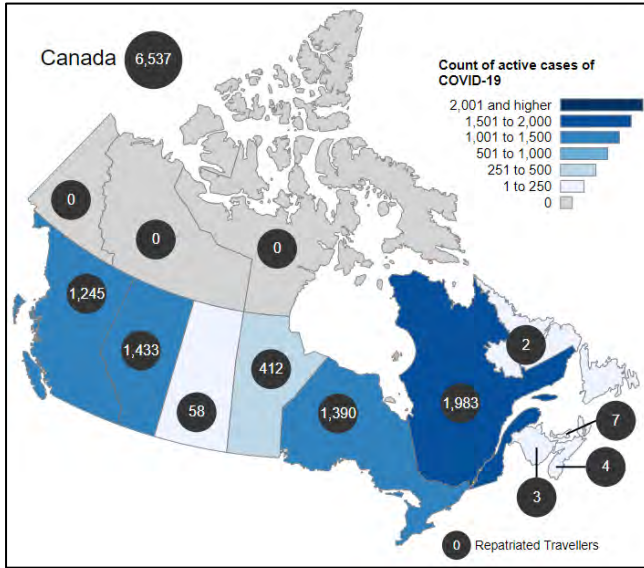 Canada
6,537
Count of active cases of
COVID-19
2,001 and higher
1,501 to 2,000
1,001 to 1,500
501 to 1,000
251 to 500
1 to 250
0
0
0
0
1,245
1,433
58
412
1,390
1,983
2
7
4
3
0 Repatriated Travellers